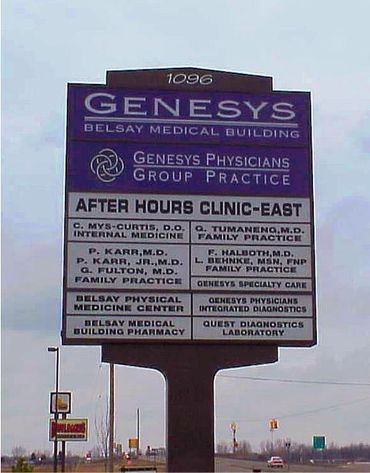 1096
GENESYS
BELSAY MEDICAL BUILDING
GENESYS PHYSICIANS
GROUP PRACTICE
AFTER HOURS CLINIC-EAST
C. MYS-CURTIS, D.O.
INTERNAL MEDICINE
G. TUMANENG, M.D.
FAMILY PRACTICE
P. KARR, M.D.
P. KARR, JR., M.D.
G. FULTON, M.D.
FAMILY PRACTICE
F. HALBOTH, M.D.
L. BEHNKE, MSN, FNP
FAMILY PRACTICE
GENESYS SPECIALTY CARE
BELSAY PHYSICAL
MEDICINE CENTER
GENESYS PHYSICIANS
INTEGRATED DIAGNOSTICS
BELSAY MEDICAL
BUILDING PHARMACY
QUEST DIAGNOSTICS
LABORATORY